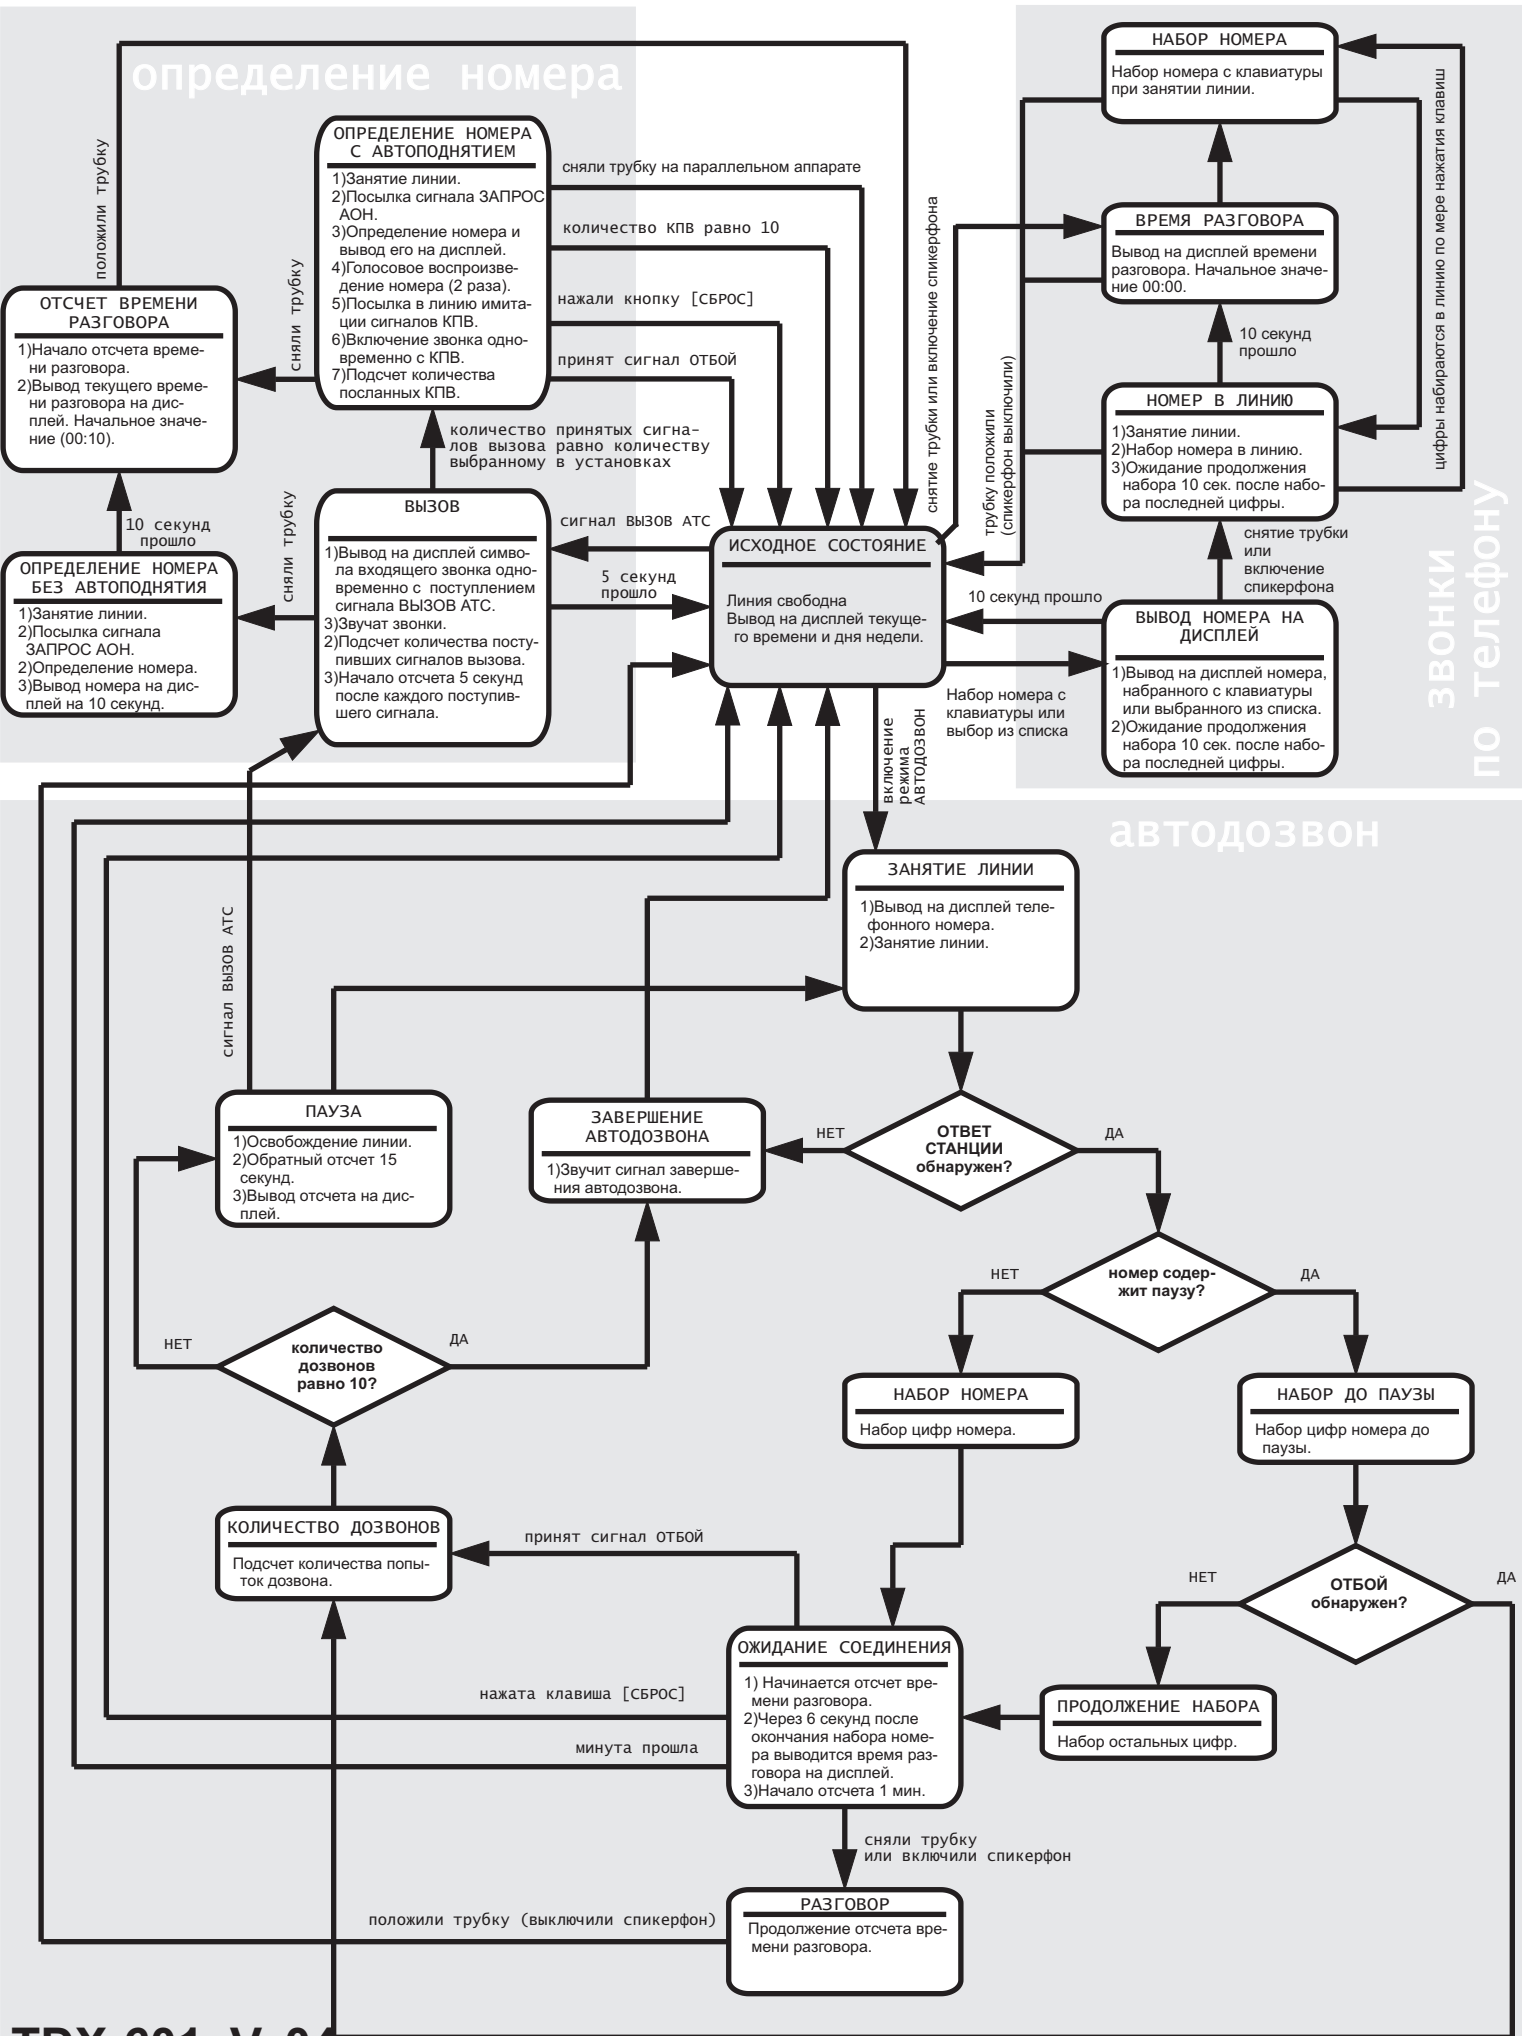 определение номера
НАБОР НОМЕРА
Набор номера с клавиатуры
при занятии линии.
цифры набираются в линию по мере нажатия клавиш
ОПРЕДЕЛЕНИЕ НОМЕРА
С АВТОПОДНЯТИЕМ
1)Занятие линии.
2)Посылка сигнала ЗАПРОС
АОН.
3)Определение номера и
вывод его на дисплей.
4)Голосовое воспроизве-
дение номера (2 раза).
5)Посылка в линию имита-
ции сигналов КПВ.
6)Включение звонка одно-
временно с КПВ.
7)Подсчет количества
посланных КПВ.
сняли трубку на параллельном аппарате
количество КПВ равно 10
нажали кнопку [СБРОС]
принят сигнал ОТБОЙ
положили трубку
сняли трубку
снятие трубки или включение спикерфона
ВРЕМЯ РАЗГОВОРА
Вывод на дисплей времени
разговора. Начальное значе-
ние 00:00.
ОТСЧЕТ ВРЕМЕНИ
РАЗГОВОРА
1)Начало отсчета време-
ни разговора.
2)Вывод текущего време-
ни разговора на дис-
плей. Начальное значе-
ние (00:10).
10 секунд
прошло
трубку положили
(спикерфон выключили)
НОМЕР В ЛИНИЮ
1)Занятие линии.
2)Набор номера в линию.
3)Ожидание продолжения
набора 10 сек. после набо-
ра последней цифры.
количество принятых сигна-
лов вызова равно количеству
выбранному в установках
10 секунд
прошло
сняли трубку
ВЫЗОВ
1)Вывод на дисплей симво-
ла входящего звонка одно-
временно с поступлением
сигнала ВЫЗОВ АТС.
3)Звучат звонки.
2)Подсчет количества посту-
пивших сигналов вызова.
3)Начало отсчета 5 секунд
после каждого поступив-
шего сигнала.
сигнал ВЫЗОВ АТС
5 секунд
прошло
ИСХОДНОЕ СОСТОЯНИЕ
Линия свободна
Вывод на дисплей текуще-
го времени и дня недели.
снятие трубки
или
включение
спикерфона
звонки
по телефону
ОПРЕДЕЛЕНИЕ НОМЕРА
БЕЗ АВТОПОДНЯТИЯ
1)Занятие линии.
2)Посылка сигнала
ЗАПРОС АОН.
2)Определение номера.
3)Вывод номера на дис-
плей на 10 секунд.
10 секунд прошло
ВЫВОД НОМЕРА НА
ДИСПЛЕЙ
1)Вывод на дисплей номера,
набранного с клавиатуры
или выбранного из списка.
2)Ожидание продолжения
набора 10 сек. после набо-
ра последней цифры.
Набор номера с
клавиатуры или
выбор из списка
включение
режима
АВТОДОЗВОН
автодозвон
ЗАНЯТИЕ ЛИНИИ
1)Вывод на дисплей теле-
фонного номера.
2)Занятие линии.
сигнал ВЫЗОВ АТС
ПАУЗА
1)Освобождение линии.
2)Обратный отсчет 15
секунд.
3)Вывод отсчета на дис-
плей.
ЗАВЕРШЕНИЕ
АВТОДОЗВОНА
1)Звучит сигнал заверше-
ния автодозвона.
НЕТ
ОТВЕТ
СТАНЦИИ
обнаружен?
ДА
НЕТ
номер содер-
жит паузу?
ДА
НЕТ
количество
дозвонов
равно 10?
ДА
НАБОР НОМЕРА
Набор цифр номера.
НАБОР ДО ПАУЗЫ
Набор цифр номера до
паузы.
КОЛИЧЕСТВО ДОЗВОНОВ
Подсчет количества попы-
ток дозвона.
принят сигнал ОТБОЙ
НЕТ
ОТБОЙ
обнаружен?
ДА
ОЖИДАНИЕ СОЕДИНЕНИЯ
1) Начинается отсчет вре-
мени разговора.
2)Через 6 секунд после
окончания набора номе-
ра выводится время раз-
говора на дисплей.
3)Начало отсчета 1 мин.
нажата клавиша [СБРОС]
минута прошла
ПРОДОЛЖЕНИЕ НАБОРА
Набор остальных цифр.
сняли трубку
или включили спикерфон
РАЗГОВОР
Продолжение отсчета вре-
мени разговора.
положили трубку (выключили спикерфон)